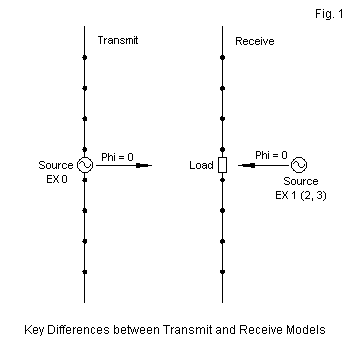 Fig. 1
Transmit
Receive
Phi = 0
Source
EX 0
Load
Phi = 0
Source
EX 1 (2, 3)
Key Differences between Transmit and Receive Models